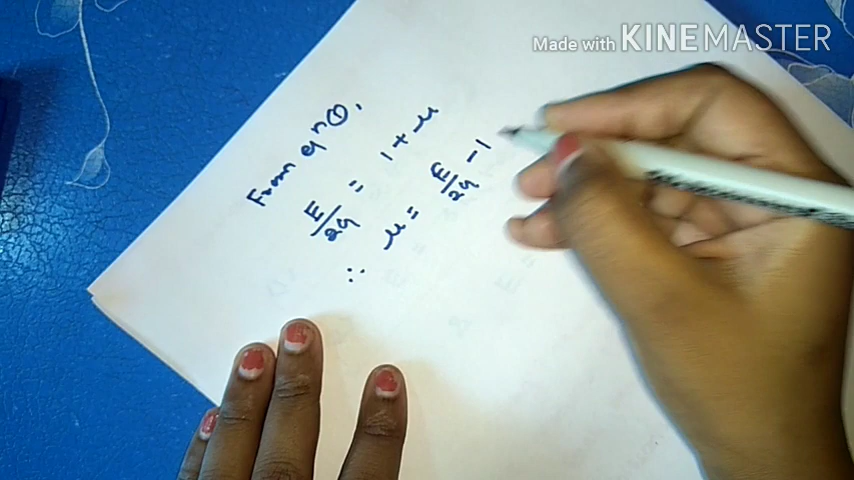 Made with KINEMASTER
From eqn ①,
E/2G = 1 + μ
∴ μ = E/2G - 1